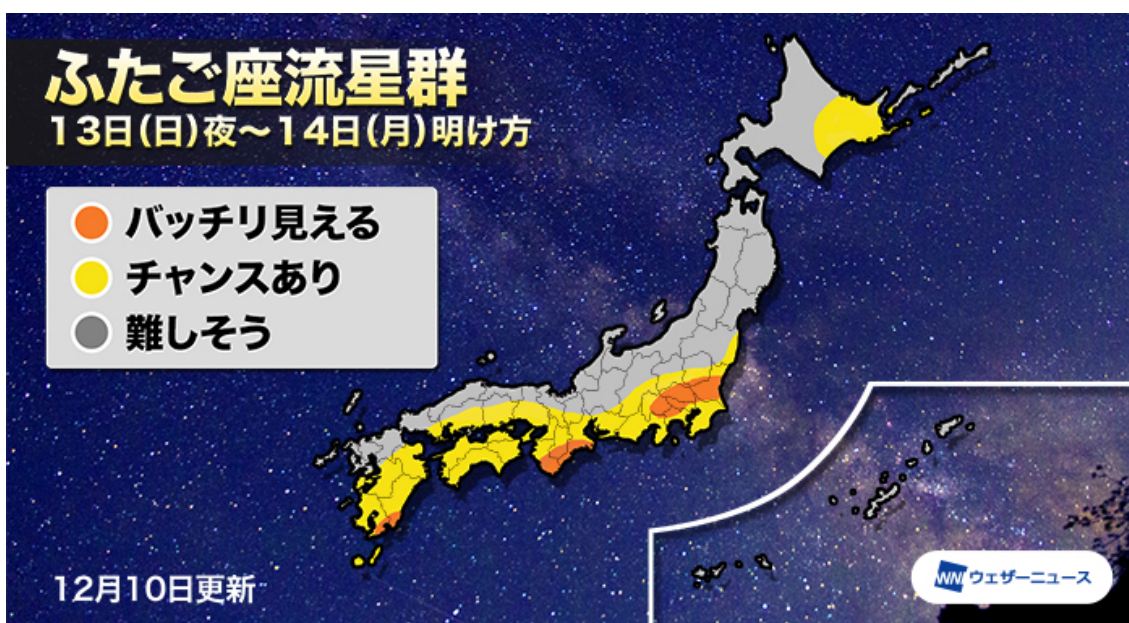 ふたご座流星群
13日(日)夜〜14日(月)明け方
バッチリ見える
チャンスあり
難しそう
12月10日更新
WNI ウェザーニュース